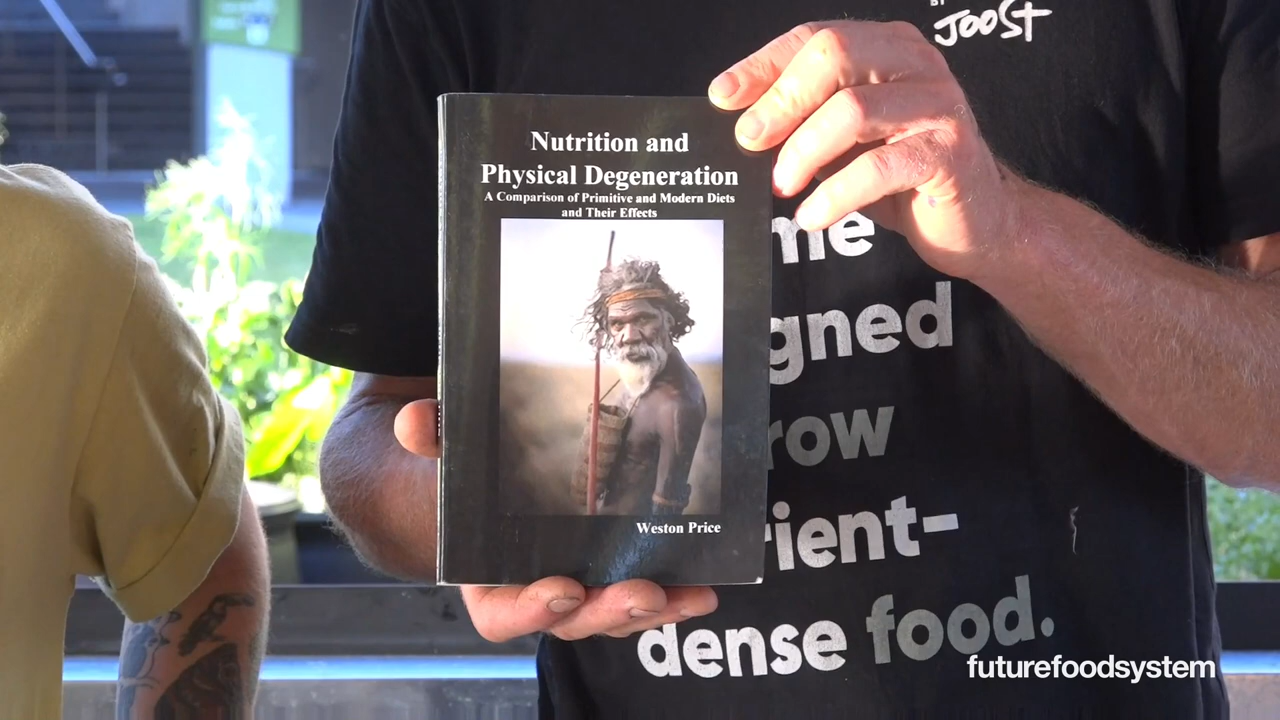 BY
JOOST
Nutrition and
Physical Degeneration
A Comparison of Primitive and Modern Diets
and Their Effects
Weston Price
me
gned
row
rient-
dense food.
futurefoodsystem